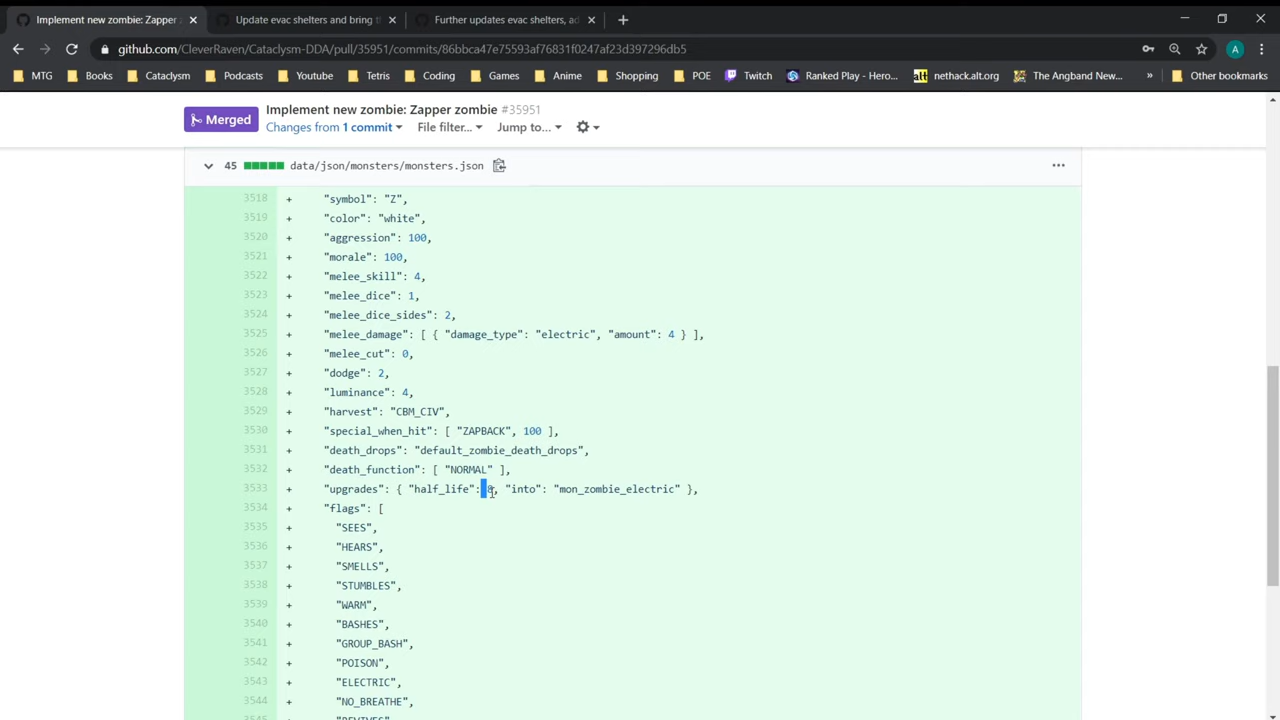 Implement new zombie: Zapper
Update evac shelters and bring t
Further updates evac shelters, ad
github.com/CleverRaven/Cataclysm-DDA/pull/35951/commits/86bbca47e75593af76831f0247af23d397296db5
A
MTG Books Cataclysm Podcasts Youtube Tetris Coding Games Anime Shopping POE Twitch Ranked Play - Hero... alt nethack.alt.org The Angband New... » Other bookmarks
Merged
Implement new zombie: Zapper zombie #35951
Changes from 1 commit File filter... Jump to...
45 data/json/monsters/monsters.json
3518 + "symbol": "Z",
3519 + "color": "white",
3520 + "aggression": 100,
3521 + "morale": 100,
3522 + "melee_skill": 4,
3523 + "melee_dice": 1,
3524 + "melee_dice_sides": 2,
3525 + "melee_damage": [ { "damage_type": "electric", "amount": 4 } ],
3526 + "melee_cut": 0,
3527 + "dodge": 2,
3528 + "luminance": 4,
3529 + "harvest": "CBM_CIV",
3530 + "special_when_hit": [ "ZAPBACK", 100 ],
3531 + "death_drops": "default_zombie_death_drops",
3532 + "death_function": [ "NORMAL" ],
3533 + "upgrades": { "half_life": , "into": "mon_zombie_electric" },
3534 + "flags": [
3535 + "SEES",
3536 + "HEARS",
3537 + "SMELLS",
3538 + "STUMBLES",
3539 + "WARM",
3540 + "BASHES",
3541 + "GROUP_BASH",
3542 + "POISON",
3543 + "ELECTRIC",
3544 + "NO_BREATHE",
3545 + "REVIVES",